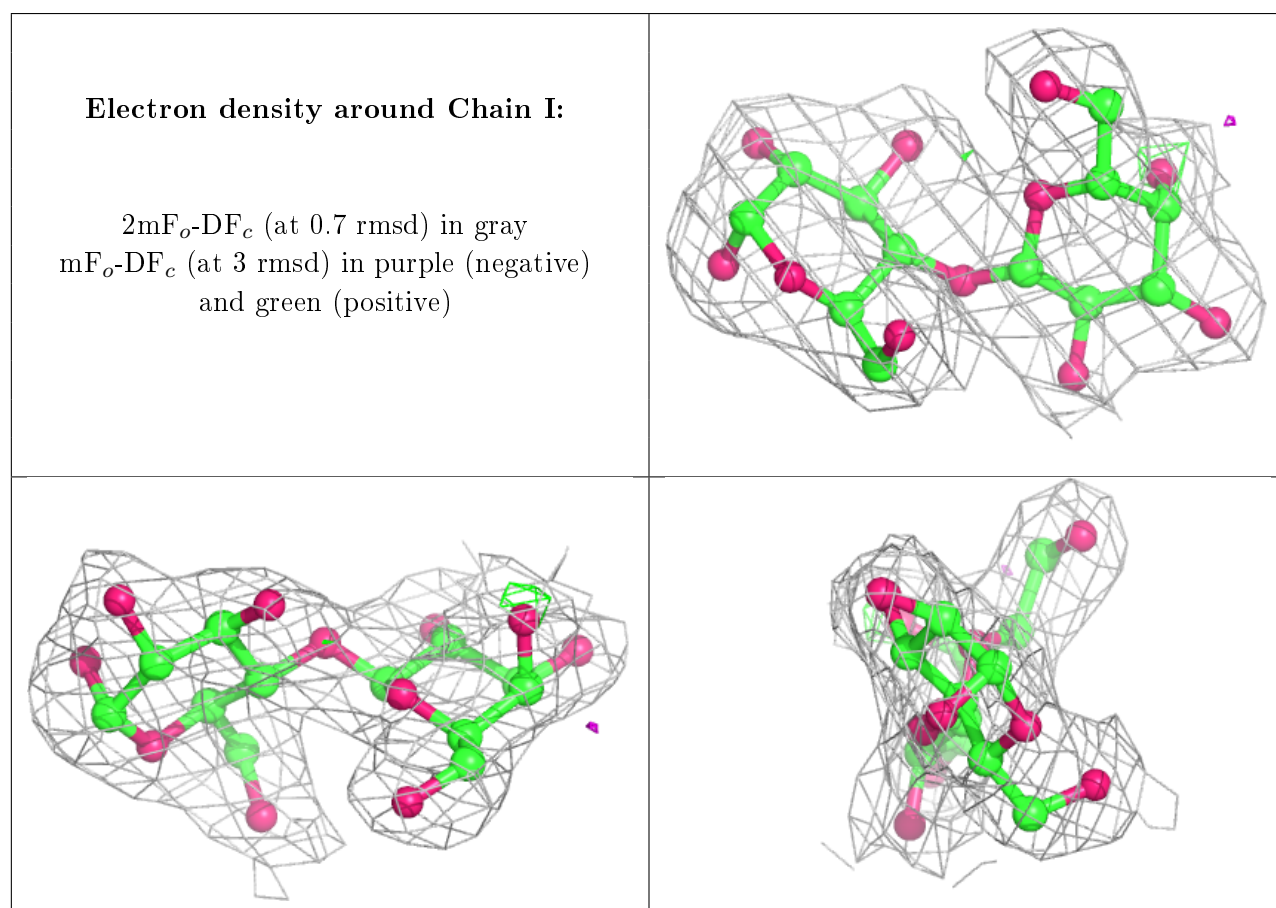 Electron density around Chain I:
2mFo-DFc (at 0.7 rmsd) in gray
mFo-DFc (at 3 rmsd) in purple (negative)
and green (positive)